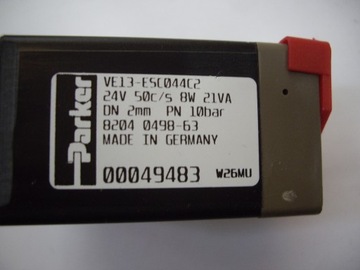 Parker
VE13-ESC044C2
24V 50c/s 8W 21VA
DN 2mm PN 10bar
8204 0498-63
MADE IN GERMANY
00049483 W26MU